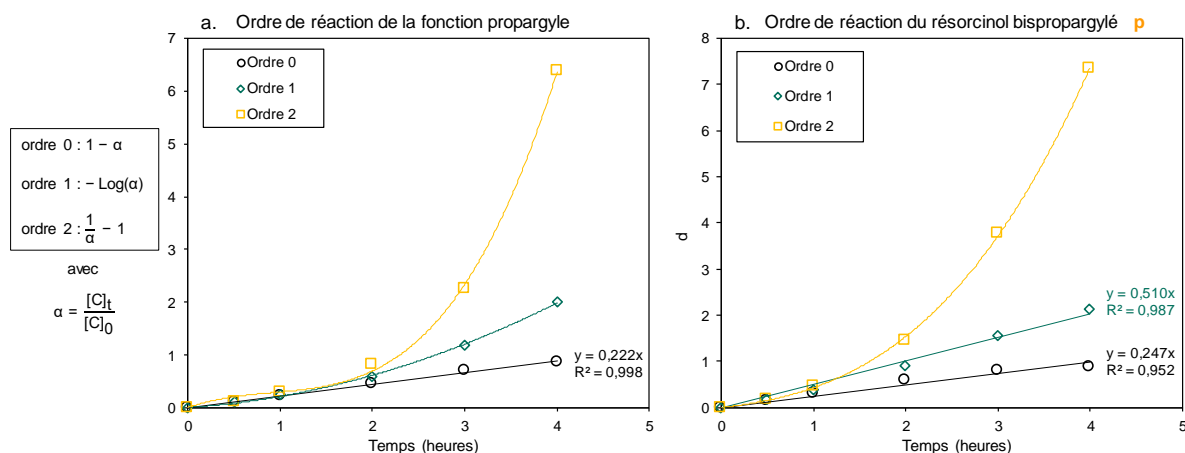 a. Ordre de réaction de la fonction propargyle
7
6
5
4
3
2
1
0
0 1 2 3 4 5
Temps (heures)
Ordre 0
Ordre 1
Ordre 2
y = 0,222x
R² = 0,998
ordre 0 : 1 − α
ordre 1 : − Log(α)
ordre 2 : 1/α − 1
avec
α = [C]t/[C]0
b. Ordre de réaction du résorcinol bispropargylé p
8
7
6
5
4
3
2
1
0
d
0 1 2 3 4 5
Temps (heures)
Ordre 0
Ordre 1
Ordre 2
y = 0,510x
R² = 0,987
y = 0,247x
R² = 0,952